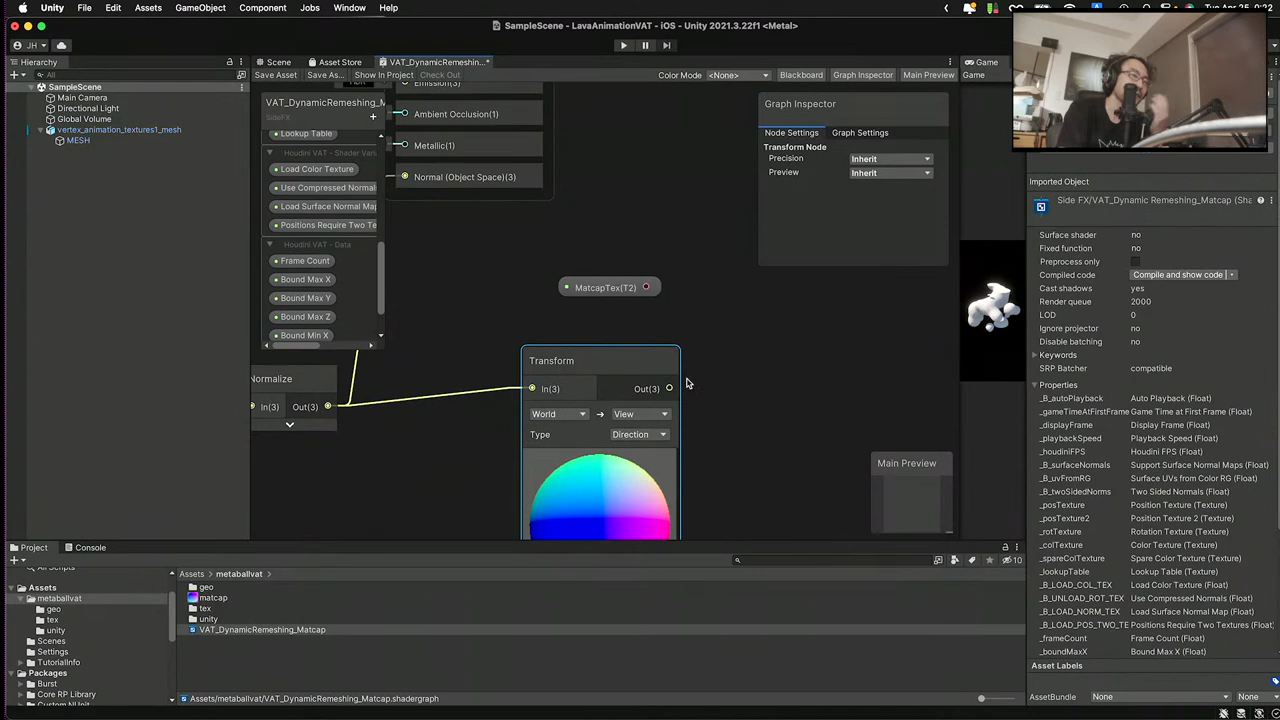 Unity File Edit Assets GameObject Component Jobs Window Help
SampleScene - LavaAnimationVAT - iOS - Unity 2021.3.22f1 <Metal>
JH
Hierarchy
Scene Asset Store VAT_DynamicRemeshin...* Game
All
Save Asset Save As... Show In Project Check Out Color Mode <None> Blackboard Graph Inspector Main Preview Game
SampleScene
Main Camera
Directional Light
Global Volume
vertex_animation_textures1_mesh
MESH
VAT_DynamicRemeshing_M
SideFX
Lookup Table
Load Color Texture
Use Compressed Normals
Load Surface Normal Map
Positions Require Two Te
Houdini VAT - Data
Frame Count
Bound Max X
Bound Max Y
Bound Max Z
Bound Min X
Emission(3)
Ambient Occlusion(1)
Metallic(1)
Normal (Object Space)(3)
MatcapTex(T2)
Normalize
In(3) Out(3)
Transform
In(3) Out(3)
World View
Type Direction
Graph Inspector
Node Settings Graph Settings
Transform Node
Precision Inherit
Preview Inherit
Main Preview
Imported Object
Side FX/VAT_Dynamic Remeshing_Matcap (Sha
Surface shader no
Fixed function no
Preprocess only
Compiled code Compile and show code
Cast shadows yes
Render queue 2000
LOD 0
Ignore projector no
Disable batching no
Keywords
SRP Batcher compatible
Properties
_B_autoPlayback Auto Playback (Float)
_gameTimeAtFirstFrame Game Time at First Frame (Float)
_displayFrame Display Frame (Float)
_playbackSpeed Playback Speed (Float)
_houdiniFPS Houdini FPS (Float)
_B_surfaceNormals Support Surface Normal Maps (Float)
_B_uvFromRG Surface UVs from Color RG (Float)
_B_twoSidedNorms Two Sided Normals (Float)
_posTexture Position Texture (Texture)
_posTexture2 Position Texture 2 (Texture)
_rotTexture Rotation Texture (Texture)
_colTexture Color Texture (Texture)
_spareColTexture Spare Color Texture (Texture)
_lookupTable Lookup Table (Texture)
_B_LOAD_COL_TEX Load Color Texture (Float)
_B_UNLOAD_ROT_TEX Use Compressed Normals (Float)
_B_LOAD_NORM_TEX Load Surface Normal Map (Float)
_B_LOAD_POS_TWO_TE Positions Require Two Textures (Float)
_frameCount Frame Count (Float)
_boundMaxX Bound Max X (Float)
Asset Labels
AssetBundle None None
Project Console
10
Assets
metaballvat
geo
tex
unity
Scenes
Settings
TutorialInfo
Packages
Burst
Core RP Library
Assets metaballvat
geo
matcap
tex
unity
VAT_DynamicRemeshing_Matcap
Assets/metaballvat/VAT_DynamicRemeshing_Matcap.shadergraph